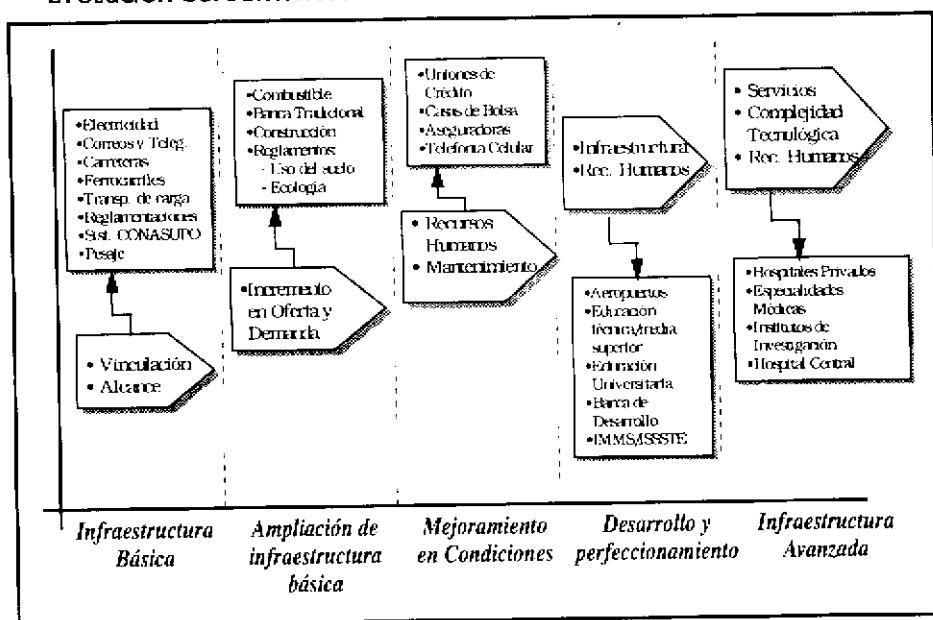 •Electricidad
•Correos y Teleg.
•Carreteras
•Ferrocarriles
•Transp. de carga
•Reglamentaciones
•Sist. CONASUPO
•Peaje
• Vinculación
• Alcance
•Combustible
•Banca Tradicional
•Construcción
•Reglamentos
- Uso del suelo
- Ecología
•Incremento
en Oferta y
Demanda
•Uniones de
Crédito
•Casas de Bolsa
•Aseguradoras
•Telefonía Celular
• Recursos
Humanos
• Mantenimiento
•Infraestructura
•Rec. Humanos
•Aeropuertos
•Educación
técnica/media
superior
•Educación
Universitaria
•Banca de
Desarrollo
•IMMS/ISSSTE
• Servicios
• Complejidad
Tecnológica
• Rec. Humanos
•Hospitales Privados
•Especialidades
Médicas
•Institutos de
Investigación
•Hospital Central
Infraestructura
Básica
Ampliación de
infraestructura
básica
Mejoramiento
en Condiciones
Desarrollo y
perfeccionamiento
Infraestructura
Avanzada